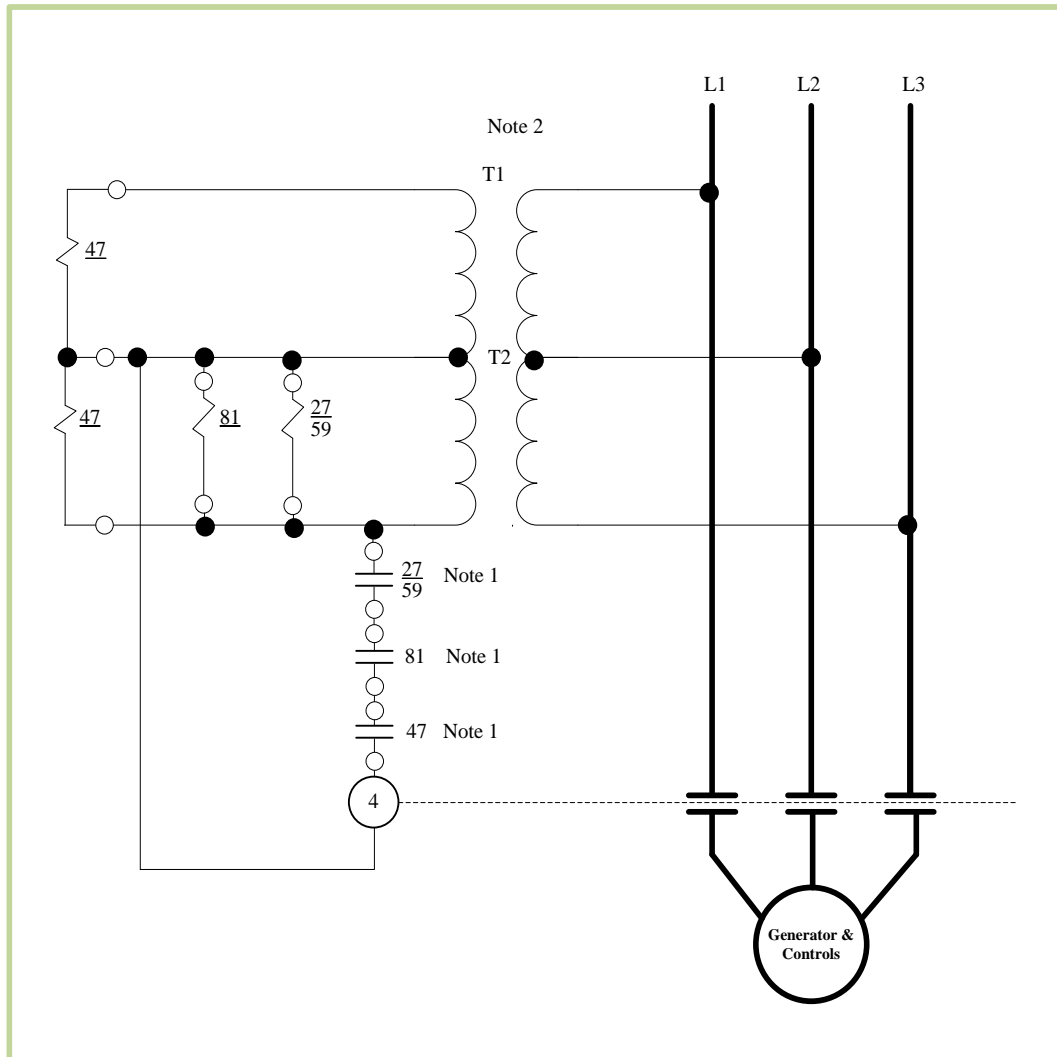 L1 L2 L3
Note 2
T1
47
T2
47
81
27
59
27
59 Note 1
81 Note 1
47 Note 1
4
Generator &
Controls